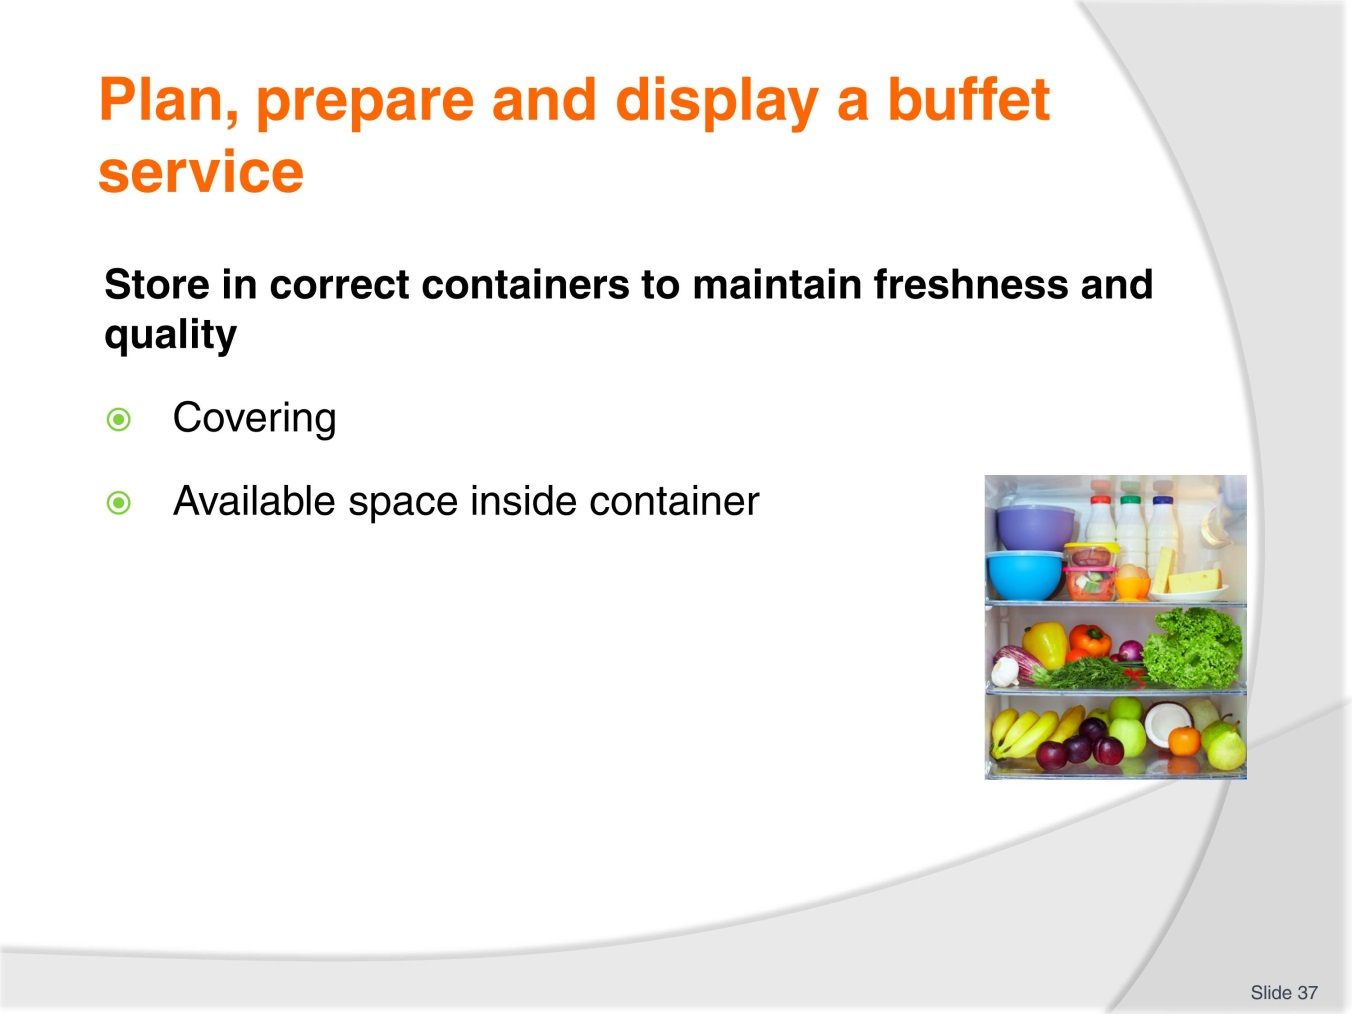 Plan, prepare and display a buffet
service
Store in correct containers to maintain freshness and
quality
Covering
Available space inside container
Slide 37